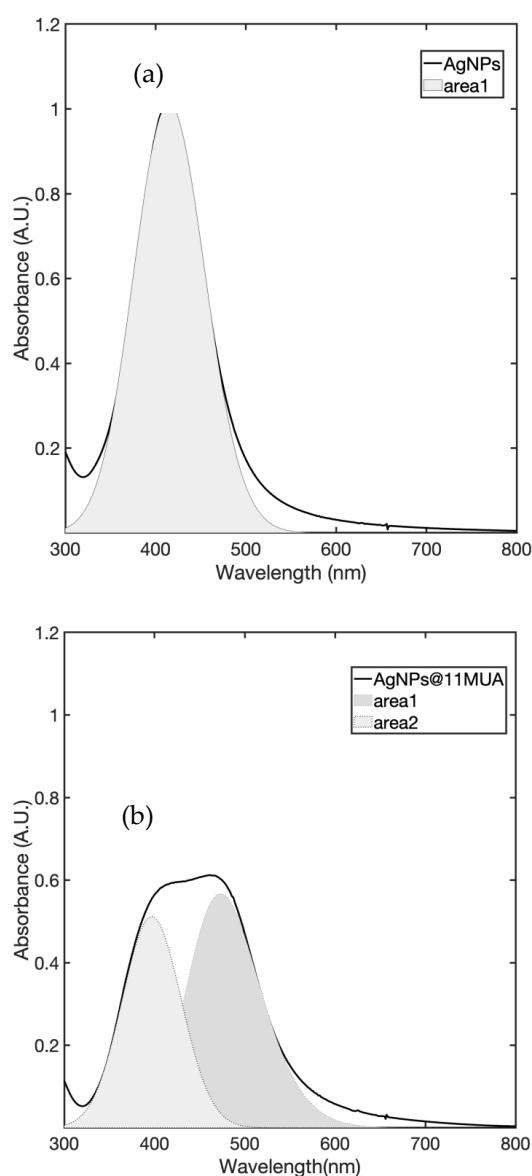 1.2
(a)
AgNPs
area1
1
0.8
0.6
0.4
0.2
Absorbance (A.U.)
300 400 500 600 700 800
Wavelength (nm)
1.2
AgNPs@11MUA
area1
area2
1
0.8
(b)
0.6
0.4
0.2
Absorbance (A.U.)
300 400 500 600 700 800
Wavelength(nm)